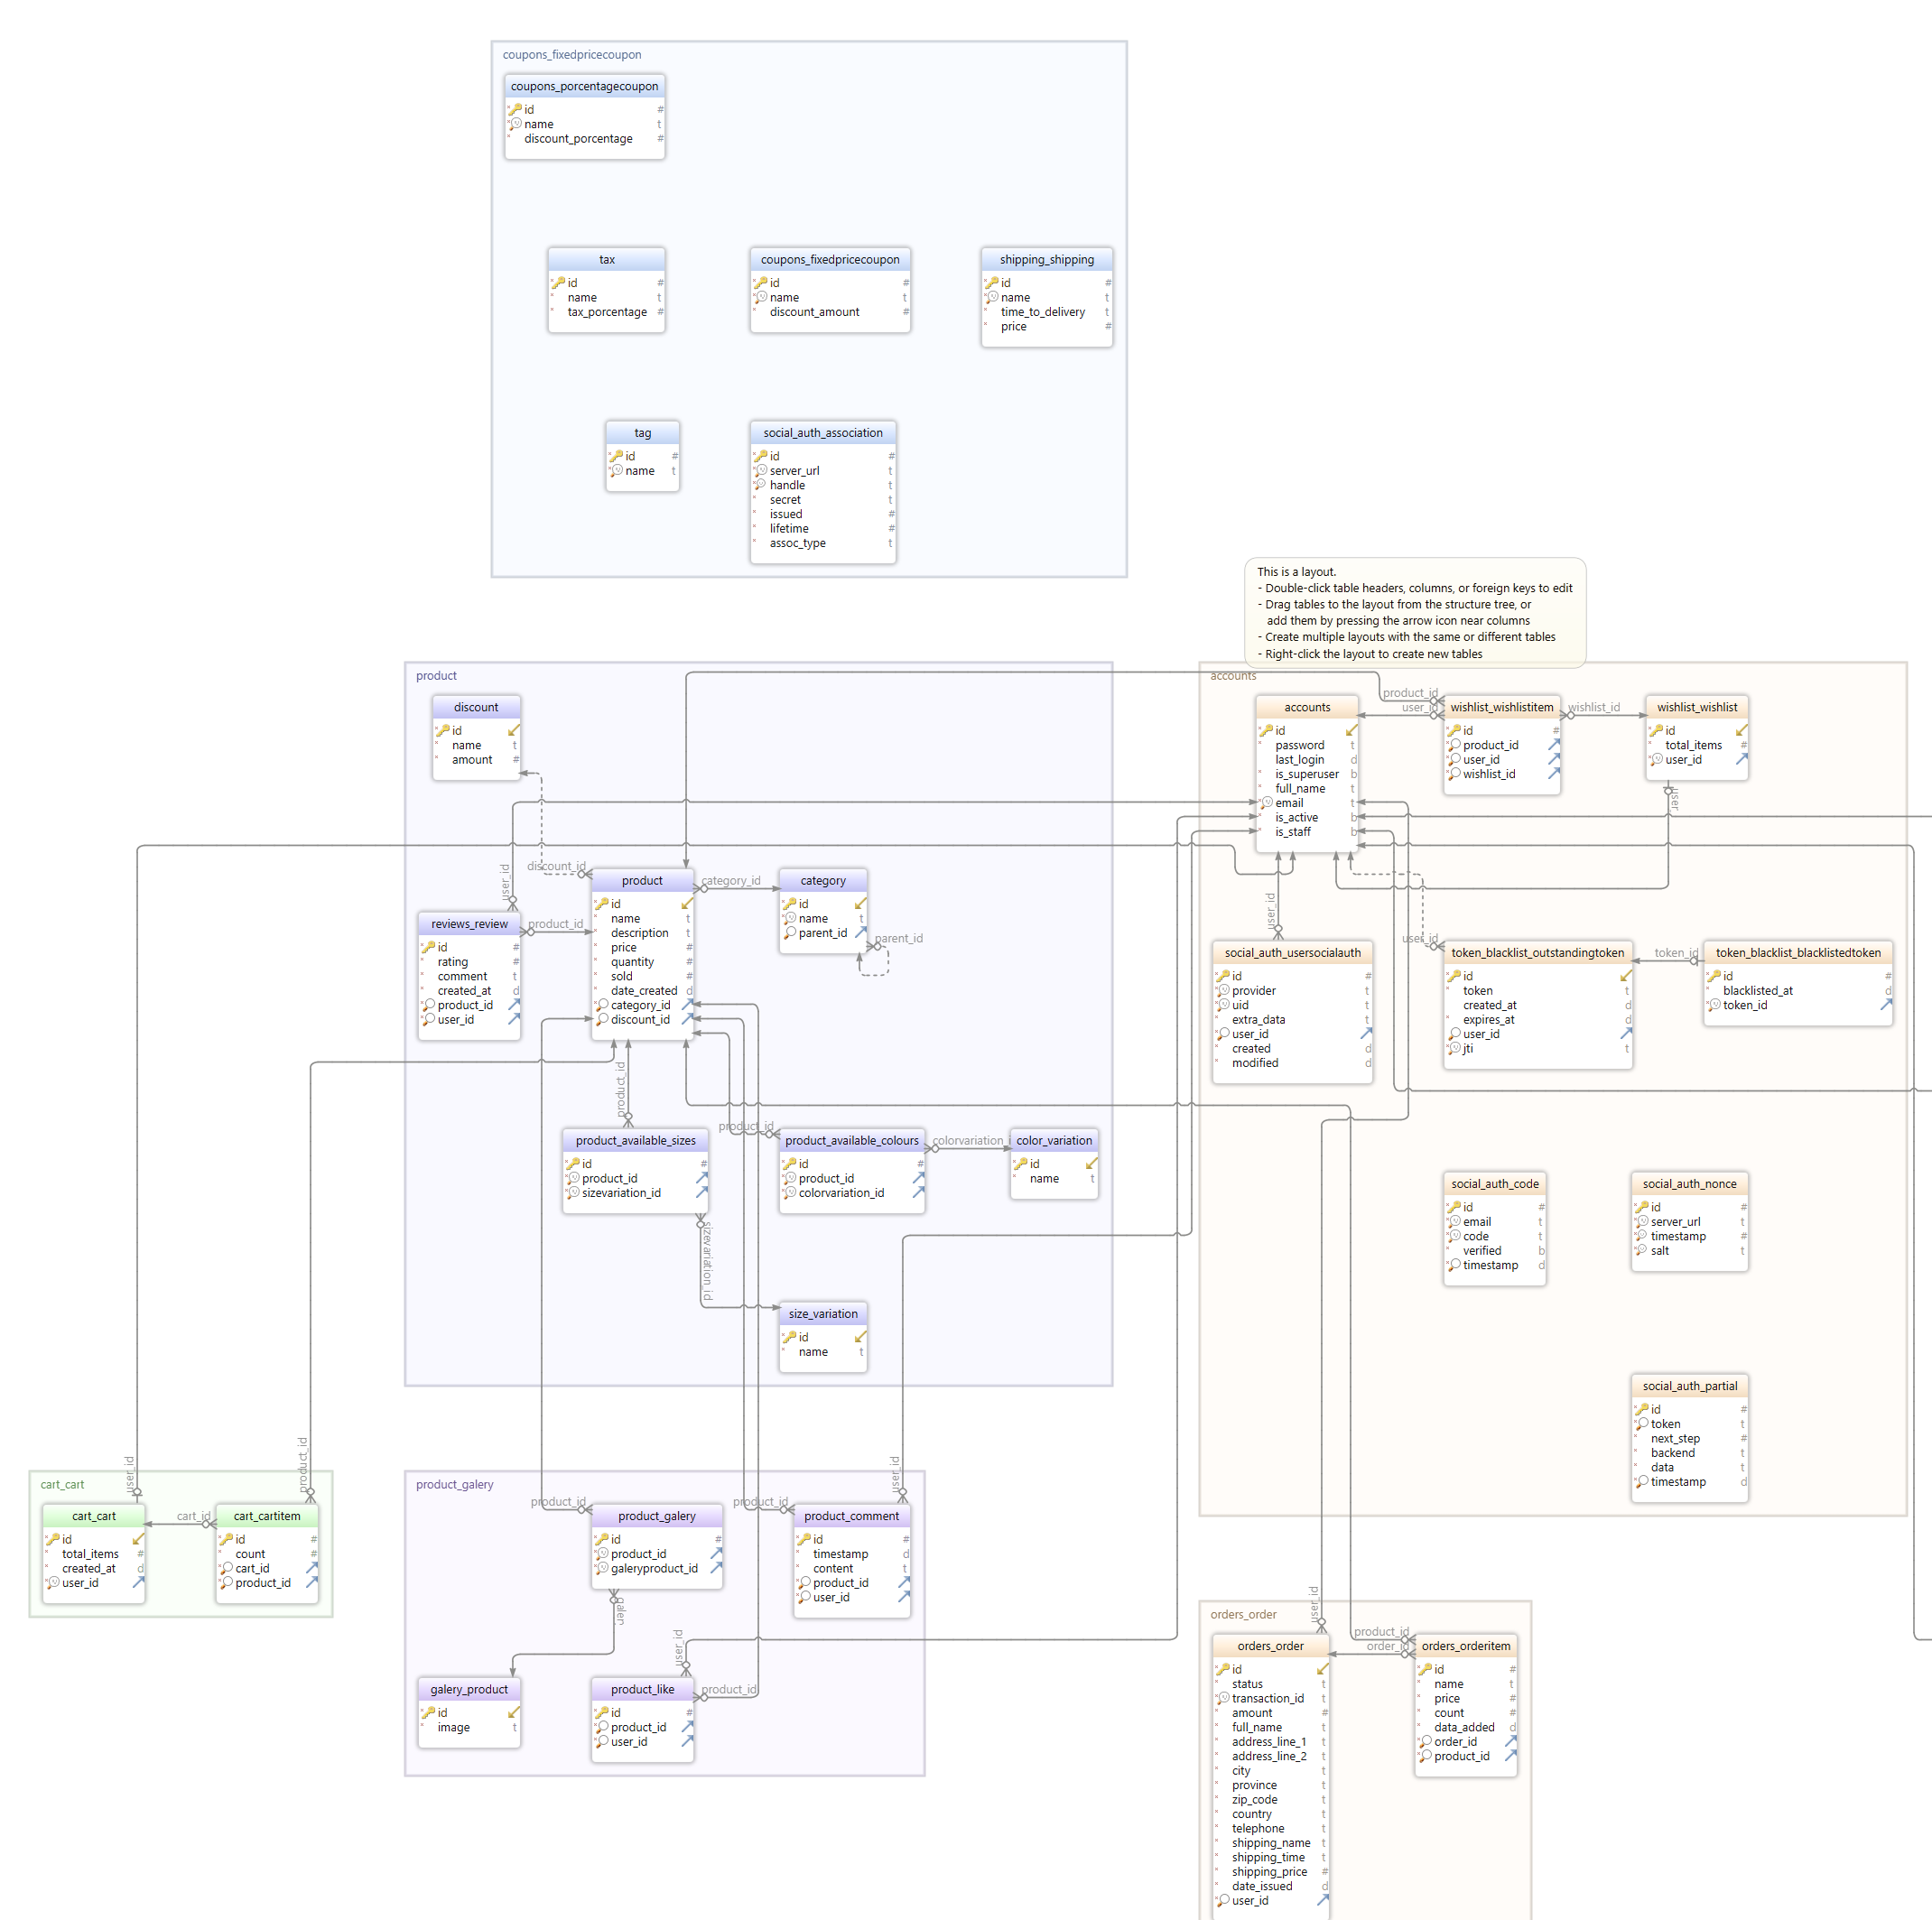 coupons_fixedpricecoupon
coupons_porcentagecoupon
id #
name t
discount_porcentage #
tax
id #
name t
tax_porcentage #
coupons_fixedpricecoupon
id #
name t
discount_amount #
shipping_shipping
id #
name t
time_to_delivery t
price #
tag
id #
name t
social_auth_association
id #
server_url t
handle t
secret t
issued #
lifetime #
assoc_type t
This is a layout.
- Double-click table headers, columns, or foreign keys to edit
- Drag tables to the layout from the structure tree, or
add them by pressing the arrow icon near columns
- Create multiple layouts with the same or different tables
- Right-click the layout to create new tables
product
discount
id
name t
amount #
discount_id
user_id
product
id
name t
description t
price #
quantity #
sold #
date_created d
category_id
discount_id
category_id
category
id
name t
parent_id
parent_id
reviews_review
id #
rating #
comment t
created_at d
product_id
user_id
product_id
product_id
product_available_sizes
id #
product_id
sizevariation_id
product_id
product_available_colours
id #
product_id
colorvariation_id
colorvariation
color_variation
id
name t
sizevariation_id
size_variation
id
name t
accounts
accounts
id
password t
last_login d
is_superuser b
full_name t
email t
is_active b
is_staff b
product_id
user_id
wishlist_wishlistitem
id #
product_id
user_id
wishlist_id
wishlist_id
wishlist_wishlist
id
total_items #
user_id
user
user_id
social_auth_usersocialauth
id #
provider t
uid t
extra_data t
user_id
created d
modified d
user_id
token_blacklist_outstandingtoken
id
token t
created_at d
expires_at d
user_id
jti t
token_id
token_blacklist_blacklistedtoken
id #
blacklisted_at d
token_id
social_auth_code
id #
email t
code t
verified b
timestamp d
social_auth_nonce
id #
server_url t
timestamp #
salt t
social_auth_partial
id #
token t
next_step #
backend t
data t
timestamp d
cart_cart
user_id
product_id
cart_cart
id
total_items #
created_at d
user_id
cart_id
cart_cartitem
id #
count #
cart_id
product_id
product_galery
product_id
product_galery
id #
product_id
galeryproduct_id
product_id
user_id
product_comment
id #
timestamp d
content t
product_id
user_id
galer
galery_product
id
image t
user_id
product_like
id #
product_id
user_id
product_id
orders_order
user_id
product_id
order_id
orders_order
id
status t
transaction_id t
amount #
full_name t
address_line_1 t
address_line_2 t
city t
province t
zip_code t
country t
telephone t
shipping_name t
shipping_time t
shipping_price #
date_issued d
user_id
orders_orderitem
id #
name t
price #
count #
data_added d
order_id
product_id